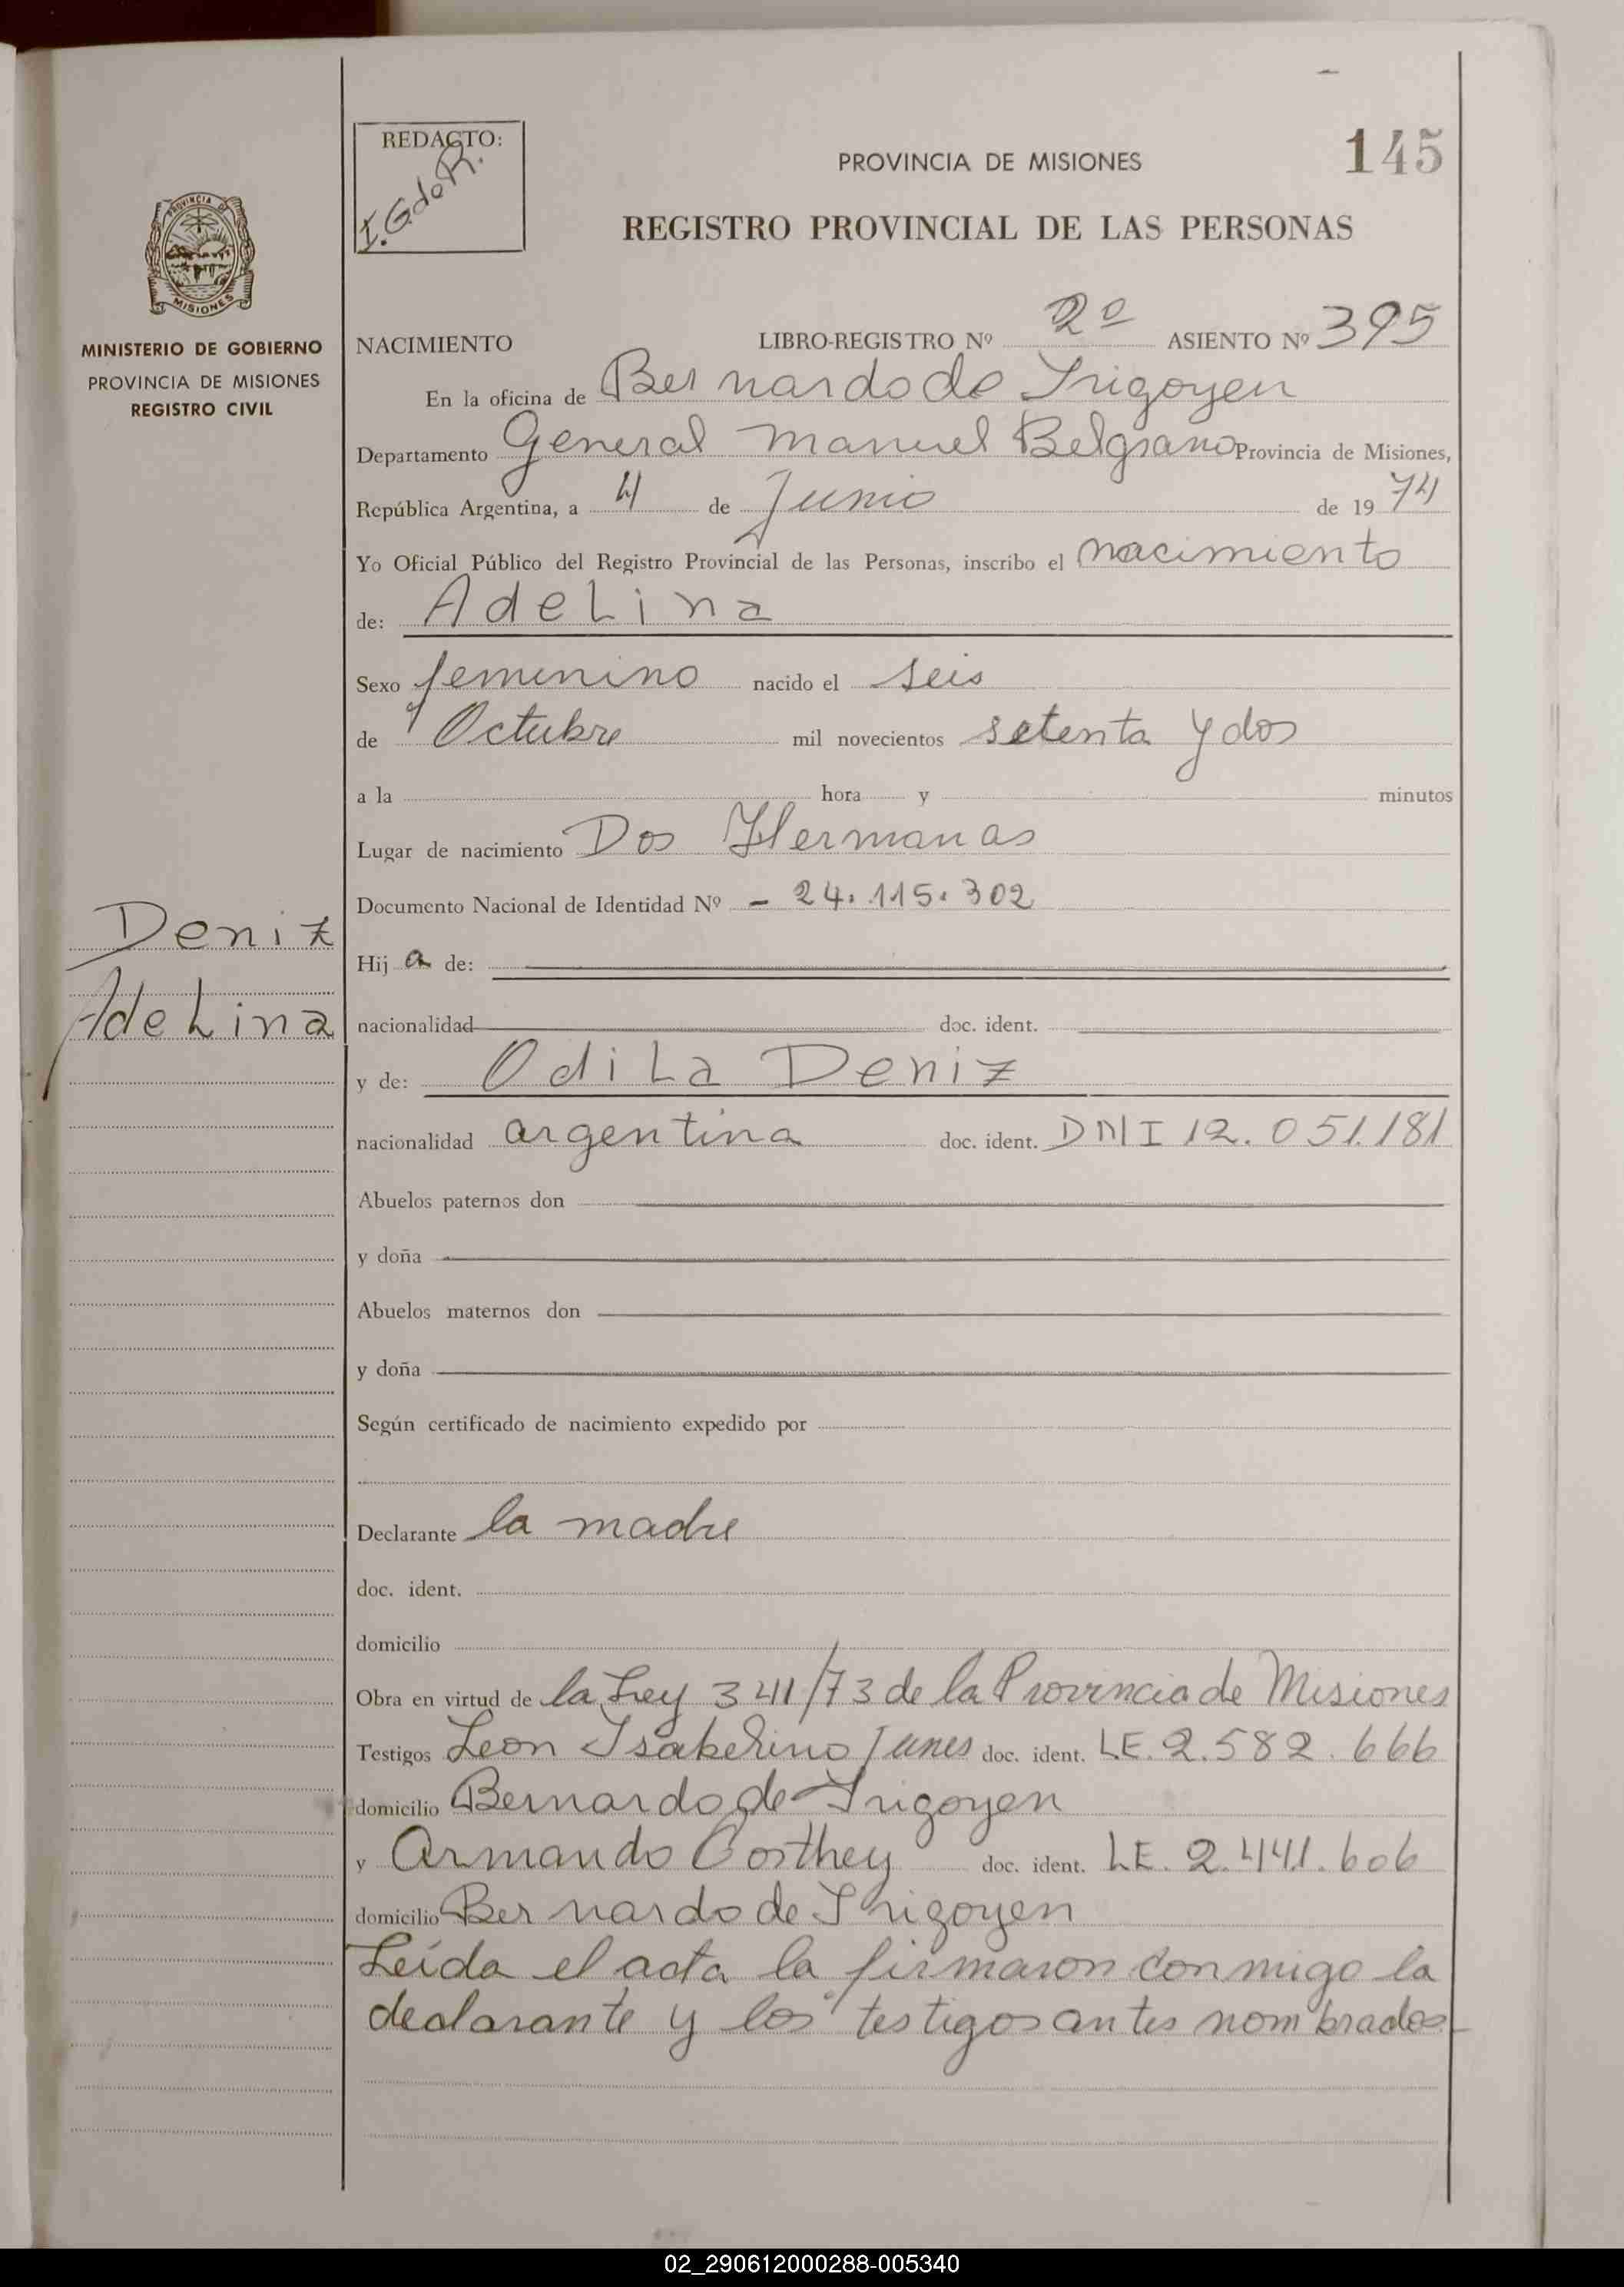 145
REDACTO:
I. G de R.
PROVINCIA DE MISIONES
REGISTRO PROVINCIAL DE LAS PERSONAS
PROVINCIA DE
MISIONES
MINISTERIO DE GOBIERNO
PROVINCIA DE MISIONES
REGISTRO CIVIL
NACIMIENTO LIBRO-REGISTRO Nº 2º ASIENTO Nº 395
En la oficina de Bernardo de Irigoyen
Departamento General Manuel Belgrano Provincia de Misiones,
República Argentina, a 4 de Junio de 1974
Yo Oficial Público del Registro Provincial de las Personas, inscribo el nacimiento
de: Adelina
Sexo femenino nacido el seis
de Octubre mil novecientos setenta y dos
a la hora y minutos
Lugar de nacimiento Dos Hermanas
Documento Nacional de Identidad Nº - 24.115.302
Deniz
Adelina
Hija de:
nacionalidad doc. ident.
y de: Odila Deniz
nacionalidad argentina doc. ident. DNI 12.051.181
Abuelos paternos don
y doña
Abuelos maternos don
y doña
Según certificado de nacimiento expedido por
Declarante la madre
doc. ident.
domicilio
Obra en virtud de la Ley 341/73 de la Provincia de Misiones
Testigos Leon Junes doc. ident. LE. 2.582.666
domicilio Bernardo de Irigoyen
y Armando Corthey doc. ident. LE. 2.441.606
domicilio Bernardo de Irigoyen
Leída el acta la firmaron conmigo la
declarante y los testigos antes nombrados
02_290612000288-005340